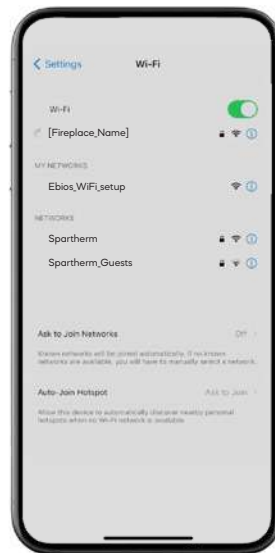 Settings
Wi-Fi
Wi-Fi
[Fireplace_Name]
MY NETWORKS
Ebios_WiFi_setup
NETWORKS
Spartherm
Spartherm_Guests
Ask to Join Networks
Off
Known networks will be joined automatically. If no known
networks are available, you will have to manually select a network.
Auto-Join Hotspot
Ask to Join
Allow this device to automatically discover nearby personal
hotspots when no Wi-Fi network is available.